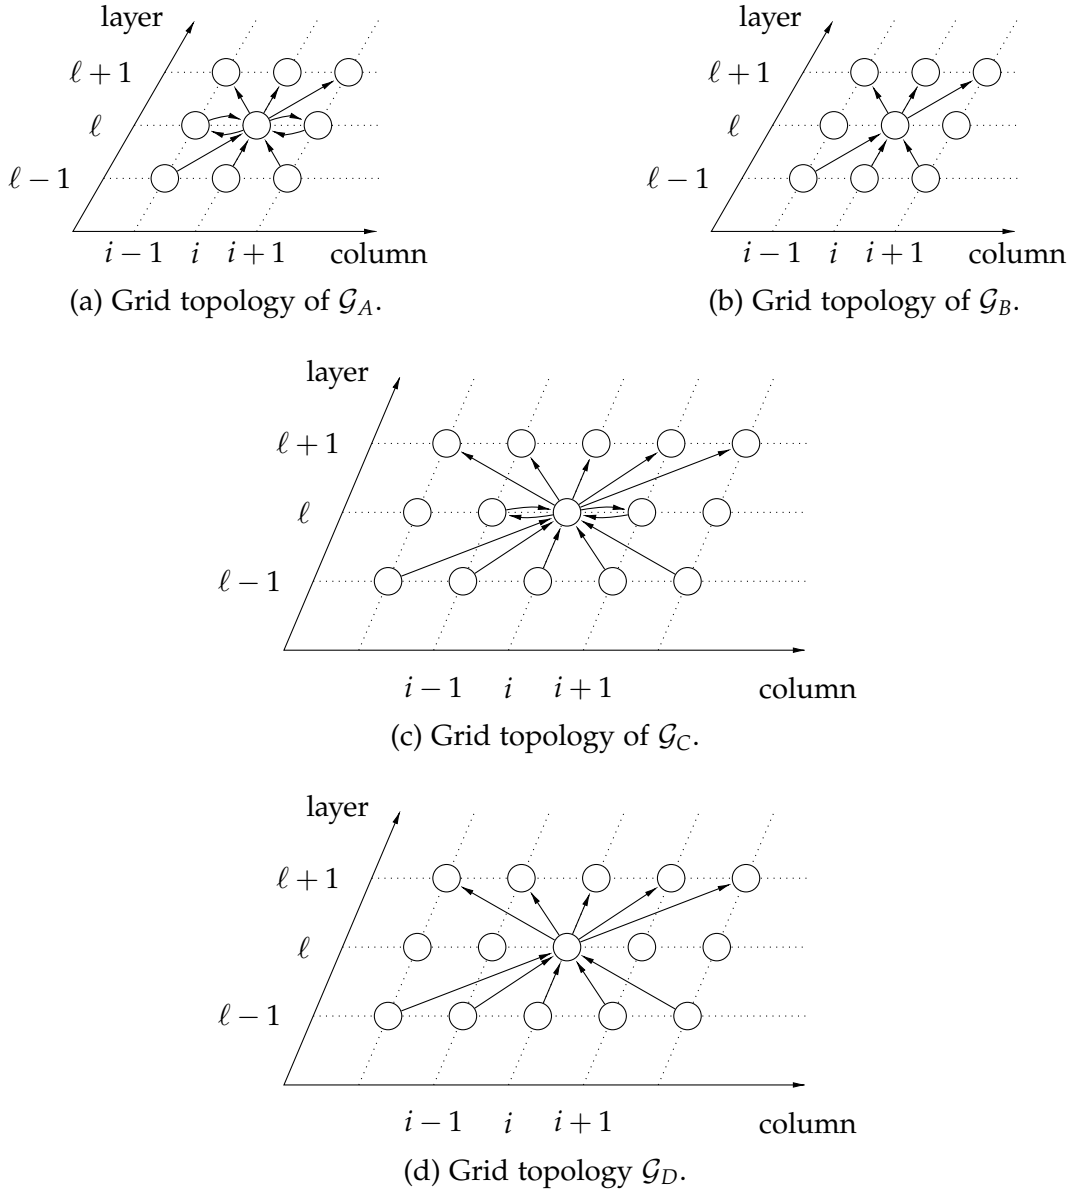 layer layer
ℓ + 1 ℓ + 1
ℓ ℓ
ℓ − 1 ℓ − 1
i − 1 i i + 1 column i − 1 i i + 1 column
(a) Grid topology of 𝒢_A. (b) Grid topology of 𝒢_B.
layer
ℓ + 1
ℓ
ℓ − 1
i − 1 i i + 1 column
(c) Grid topology of 𝒢_C.
layer
ℓ + 1
ℓ
ℓ − 1
i − 1 i i + 1 column
(d) Grid topology 𝒢_D.